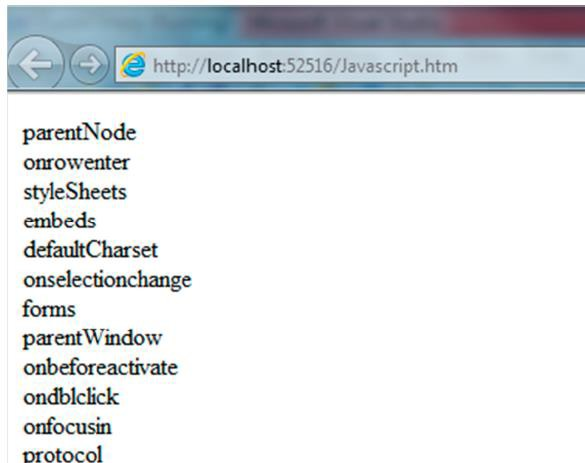 http://localhost:52516/Javascript.htm
parentNode
onrowenter
styleSheets
embeds
defaultCharset
onselectionchange
forms
parentWindow
onbeforeactivate
ondblclick
onfocusin
protocol